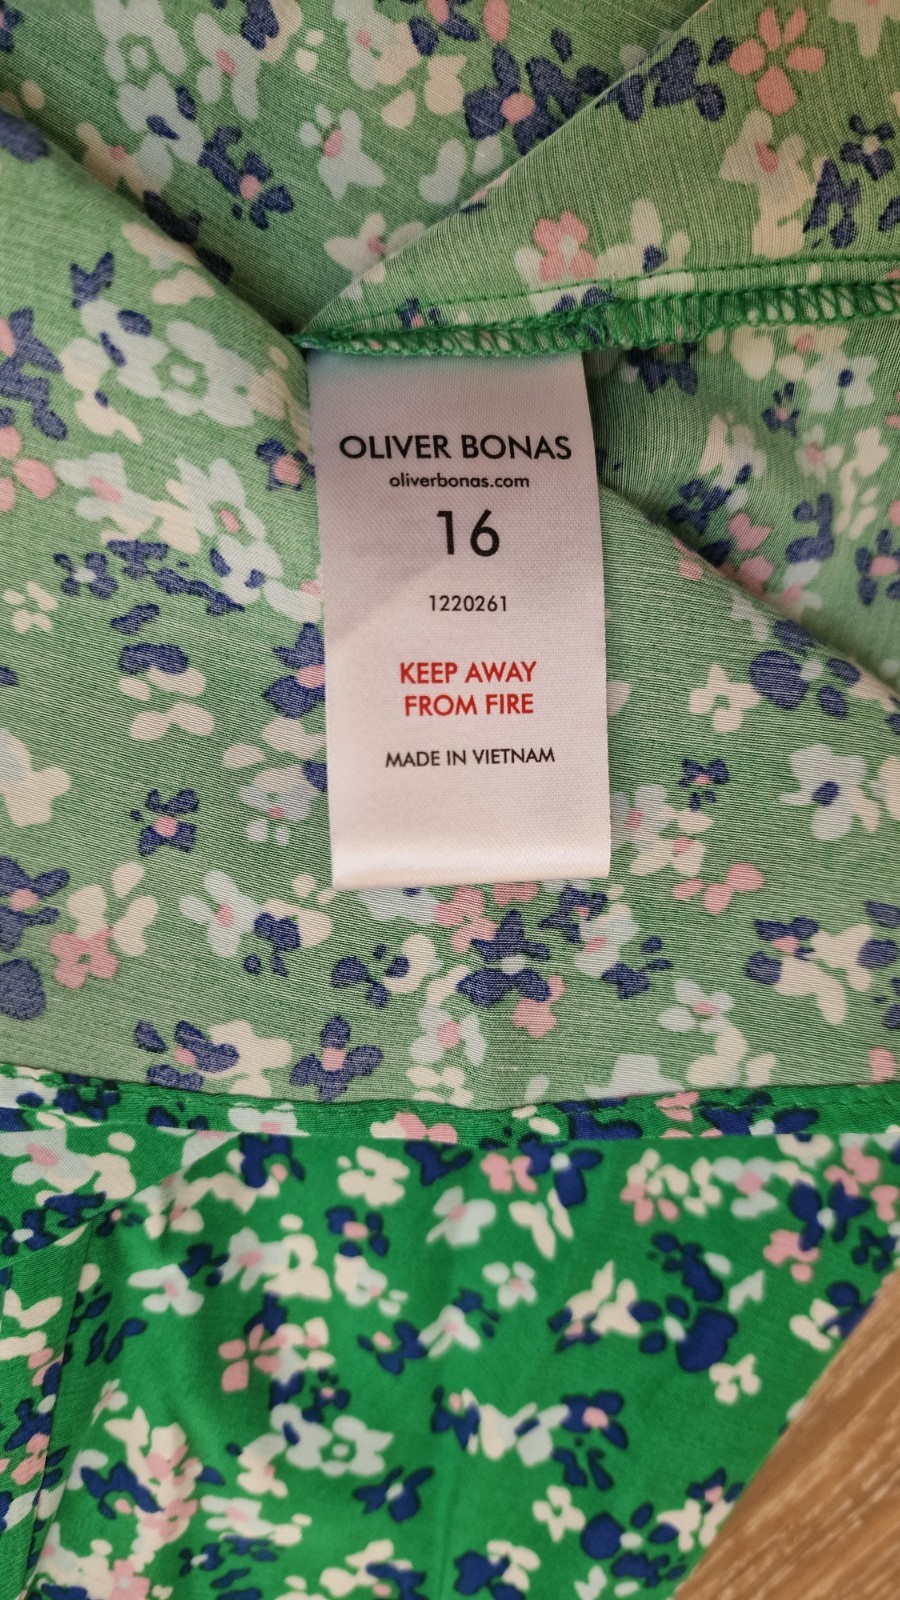 OLIVER BONAS
oliverbonas.com
16
1220261
KEEP AWAY
FROM FIRE
MADE IN VIETNAM